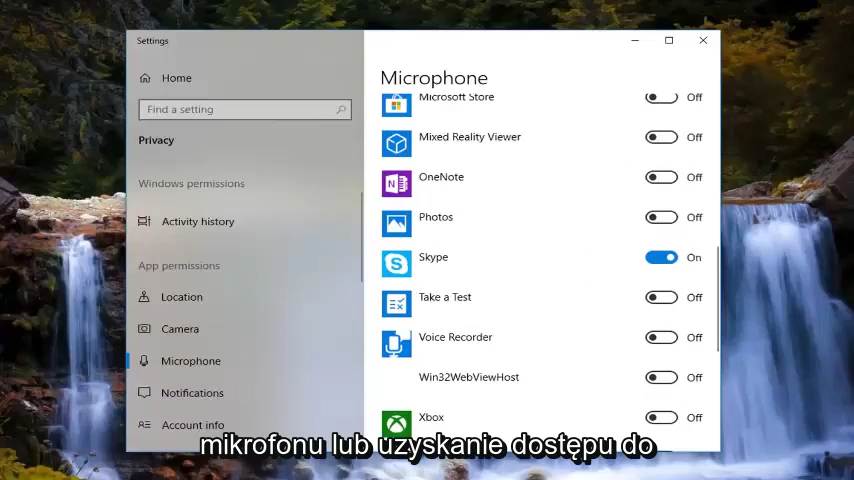 Settings
Home
Find a setting
Privacy
Windows permissions
Activity history
App permissions
Location
Camera
Microphone
Notifications
Account info
Microphone
Microsoft Store Off
Mixed Reality Viewer Off
OneNote Off
Photos Off
Skype On
Take a Test Off
Voice Recorder Off
Win32WebViewHost Off
Xbox Off
mikrofonu lub uzyskanie dostępu do